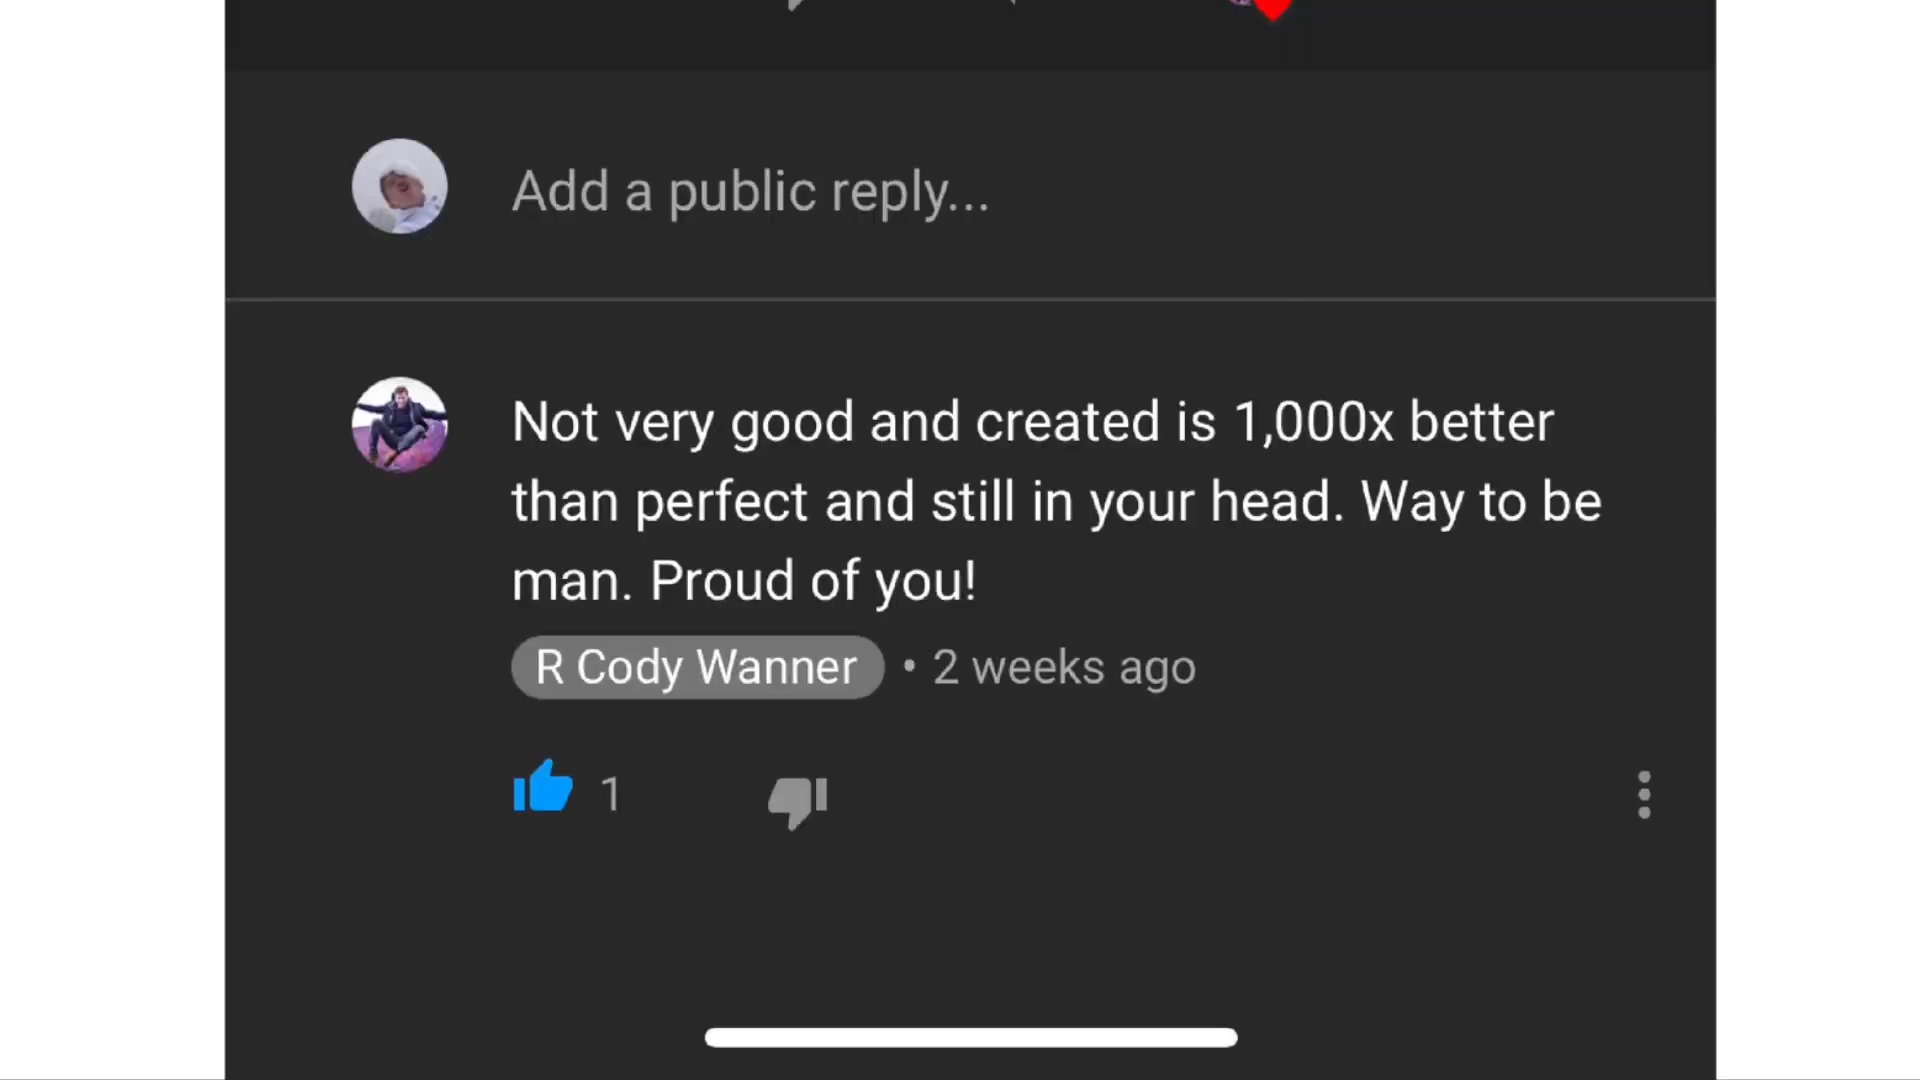 Add a public reply...
Not very good and created is 1,000x better
than perfect and still in your head. Way to be
man. Proud of you!
R Cody Wanner • 2 weeks ago
1